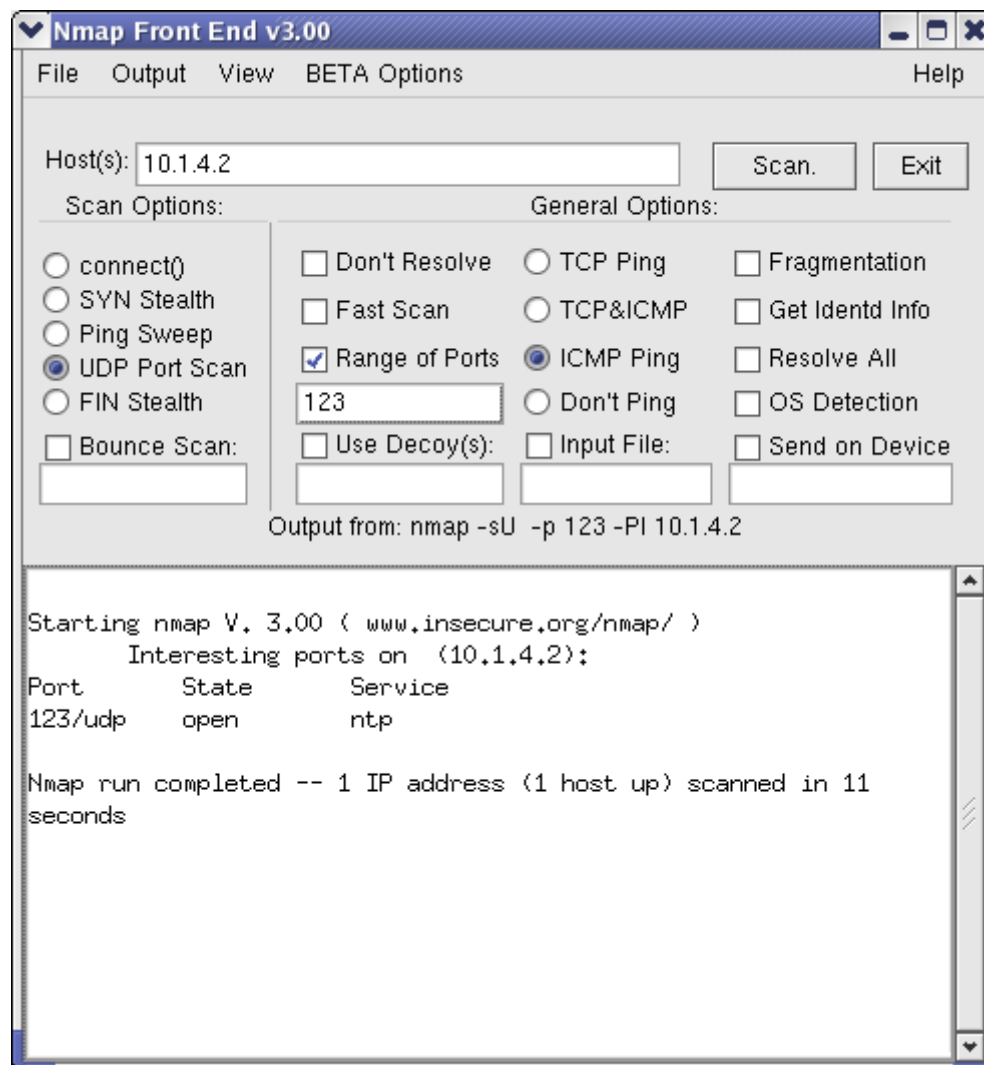 Nmap Front End v3.00
File Output View BETA Options Help
Host(s): 10.1.4.2 Scan. Exit
Scan Options: General Options:
connect() Don't Resolve TCP Ping Fragmentation
SYN Stealth Fast Scan TCP&ICMP Get Identd Info
Ping Sweep
UDP Port Scan Range of Ports ICMP Ping Resolve All
FIN Stealth 123 Don't Ping OS Detection
Bounce Scan: Use Decoy(s): Input File: Send on Device
Output from: nmap -sU -p 123 -PI 10.1.4.2
Starting nmap V. 3.00 ( www.insecure.org/nmap/ )
Interesting ports on (10.1.4.2):
Port State Service
123/udp open ntp
Nmap run completed -- 1 IP address (1 host up) scanned in 11
seconds